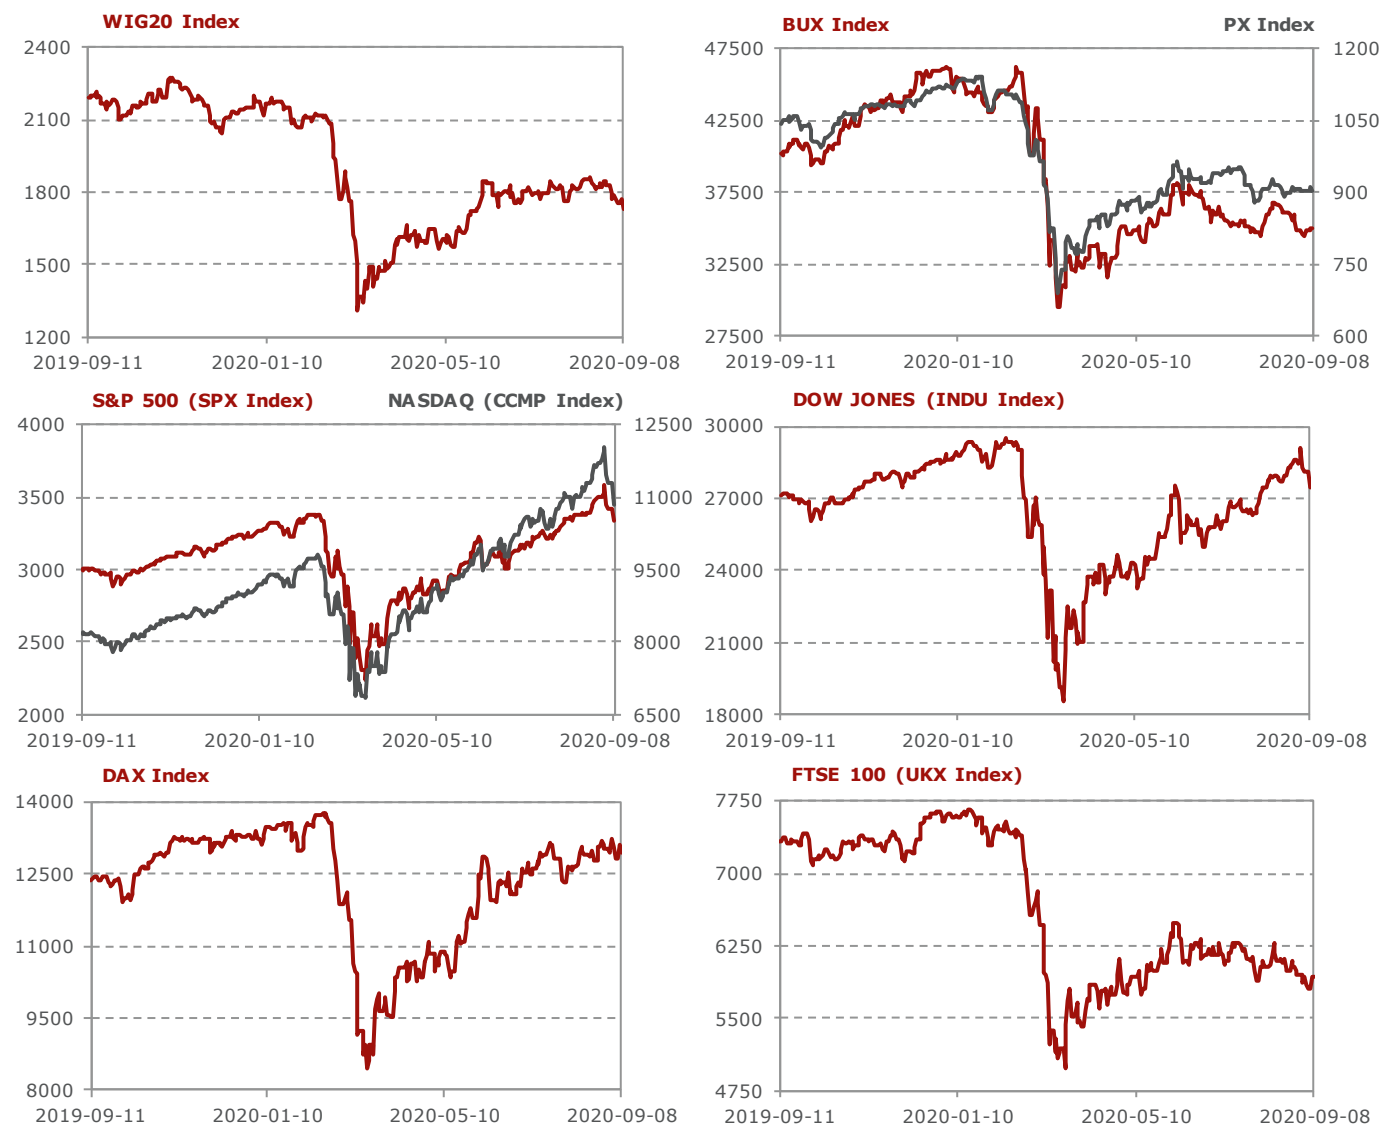 WIG20 Index
2400
2100
1800
1500
1200
2019-09-11 2020-01-10 2020-05-10 2020-09-08
BUX Index PX Index
47500 1200
42500 1050
37500 900
32500 750
27500 600
2019-09-11 2020-01-10 2020-05-10 2020-09-08
S&P 500 (SPX Index) NASDAQ (CCMP Index)
4000 12500
3500 11000
3000 9500
2500 8000
2000 6500
2019-09-11 2020-01-10 2020-05-10 2020-09-08
DOW JONES (INDU Index)
30000
27000
24000
21000
18000
2019-09-11 2020-01-10 2020-05-10 2020-09-08
DAX Index
14000
12500
11000
9500
8000
2019-09-11 2020-01-10 2020-05-10 2020-09-08
FTSE 100 (UKX Index)
7750
7000
6250
5500
4750
2019-09-11 2020-01-10 2020-05-10 2020-09-08